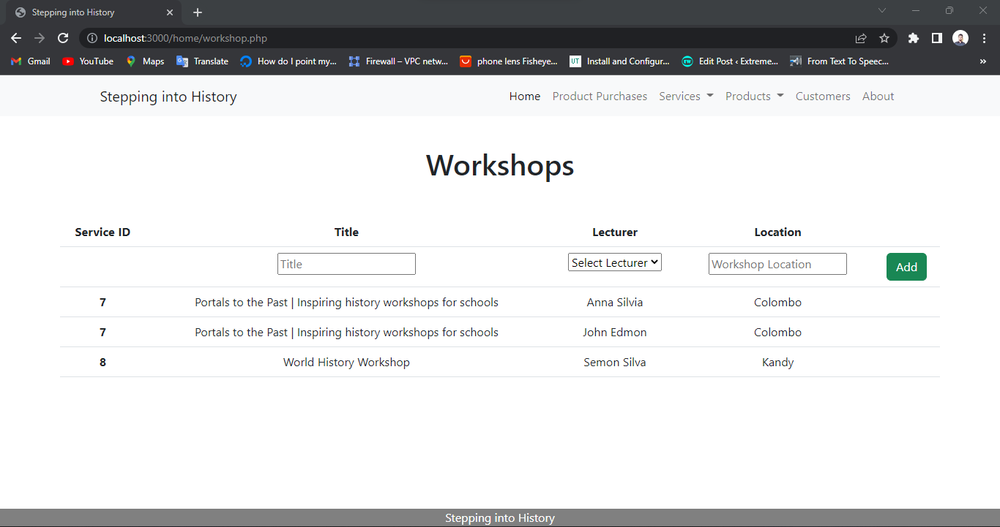 Stepping into History
localhost:3000/home/workshop.php
Gmail YouTube Maps Translate How do I point my... Firewall – VPC netw... phone lens Fisheye... UT Install and Configur... EW Edit Post ‹ Extreme... From Text To Speec... »
Stepping into History Home Product Purchases Services Products Customers About
Workshops
Service ID Title Lecturer Location
Title Select Lecturer Workshop Location Add
7 Portals to the Past | Inspiring history workshops for schools Anna Silvia Colombo
7 Portals to the Past | Inspiring history workshops for schools John Edmon Colombo
8 World History Workshop Semon Silva Kandy
Stepping into History